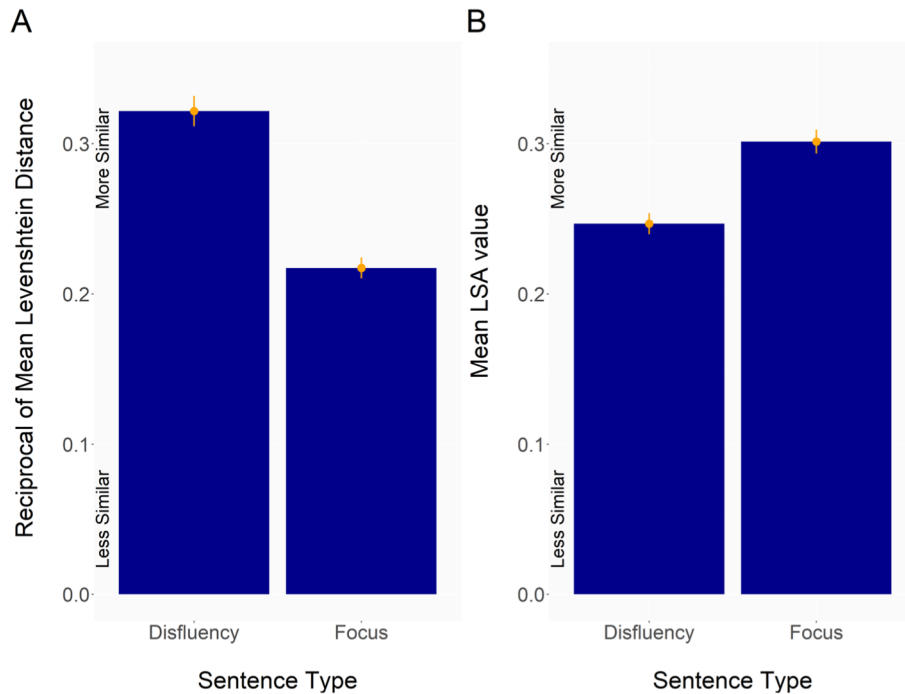 A
Reciprocal of Mean Levenshtein Distance
More Similar
Less Similar
0.3
0.2
0.1
0.0
Disfluency Focus
Sentence Type
B
Mean LSA value
More Similar
Less Similar
0.3
0.2
0.1
0.0
Disfluency Focus
Sentence Type